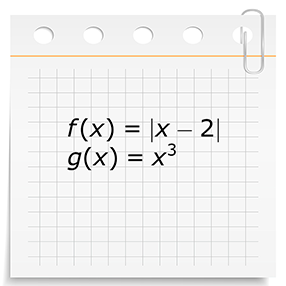 f(x) = |x – 2|
g(x) = x³